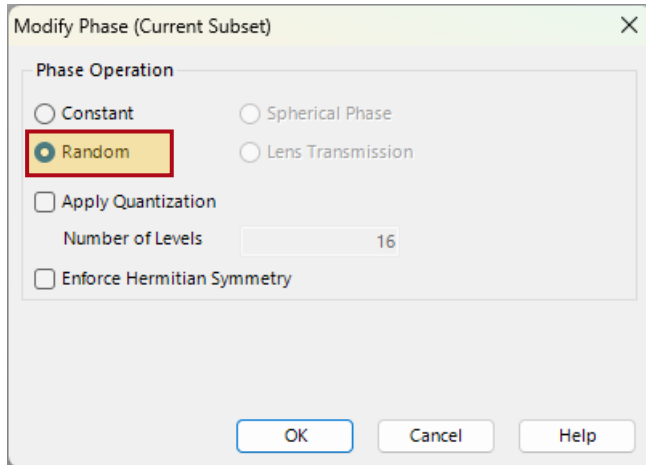 Modify Phase (Current Subset)
Phase Operation
Constant
Spherical Phase
Random
Lens Transmission
Apply Quantization
Number of Levels
16
Enforce Hermitian Symmetry
OK
Cancel
Help